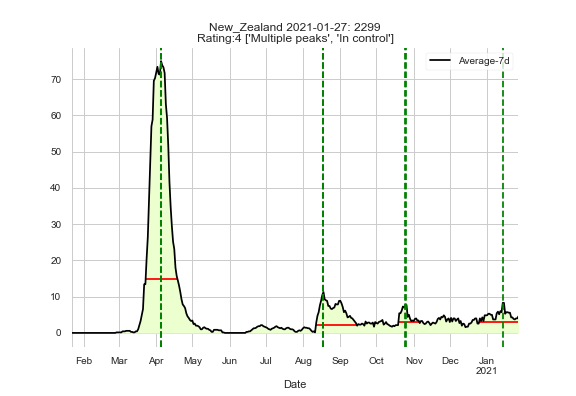 New_Zealand 2021-01-27: 2299
Rating:4 ['Multiple peaks', 'In control']
Average-7d
70
60
50
40
30
20
10
0
Feb Mar Apr May Jun Jul Aug Sep Oct Nov Dec Jan
2021
Date